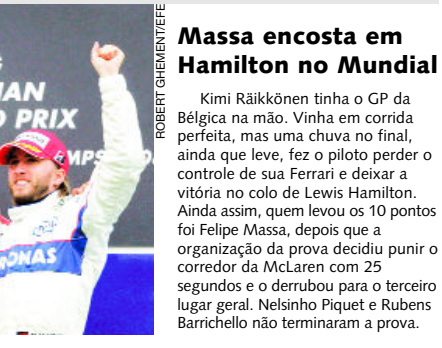 AN
O PRIX
MPS
ONAS
ROBERT GHEMENT/EFE
Massa encosta em
Hamilton no Mundial
Kimi Räikkönen tinha o GP da
Bélgica na mão. Vinha em corrida
perfeita, mas uma chuva no final,
ainda que leve, fez o piloto perder o
controle de sua Ferrari e deixar a
vitória no colo de Lewis Hamilton.
Ainda assim, quem levou os 10 pontos
foi Felipe Massa, depois que a
organização da prova decidiu punir o
corredor da McLaren com 25
segundos e o derrubou para o terceiro
lugar geral. Nelsinho Piquet e Rubens
Barrichello não terminaram a prova.